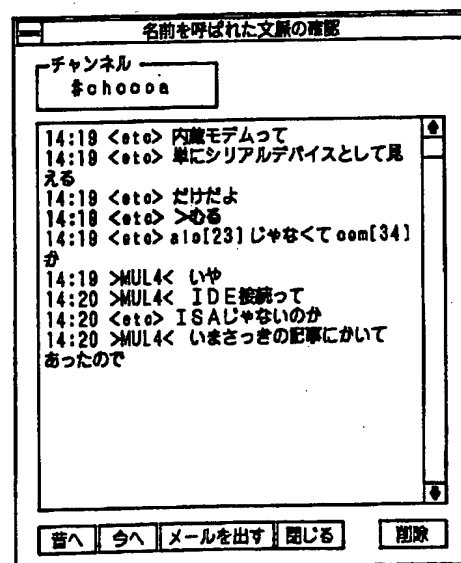 名前を呼ばれた文脈の確認
チャンネル
#chocoa
14:19 <eto> 内蔵モデムって
14:19 <eto> 単にシリアルデバイスとして見
える
14:19 <eto> だけだよ
14:19 <eto> >むる
14:19 <eto> aio[23]じゃなくてcom[34]
か
14:19 >MUL4< いや
14:20 >MUL4< IDE接続って
14:20 <eto> ISAじゃないのか
14:20 >MUL4< いまさっきの記事にかいて
あったので
昔へ 今へ メールを出す 閉じる 削除